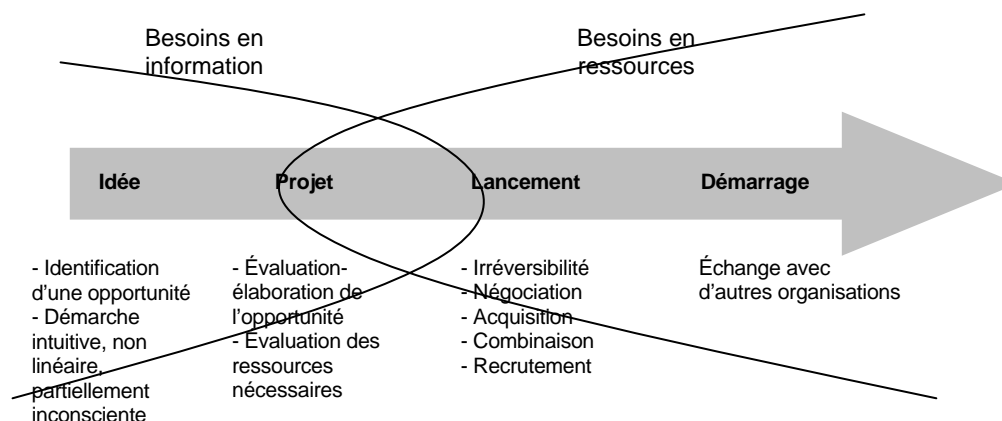 Besoins en
information
Besoins en
ressources
Idée
Projet
Lancement
Démarrage
- Identification
d'une opportunité
- Démarche
intuitive, non
linéaire,
partiellement
inconsciente
- Évaluation-
élaboration de
l'opportunité
- Évaluation des
ressources
nécessaires
- Irréversibilité
- Négociation
- Acquisition
- Combinaison
- Recrutement
Échange avec
d'autres organisations